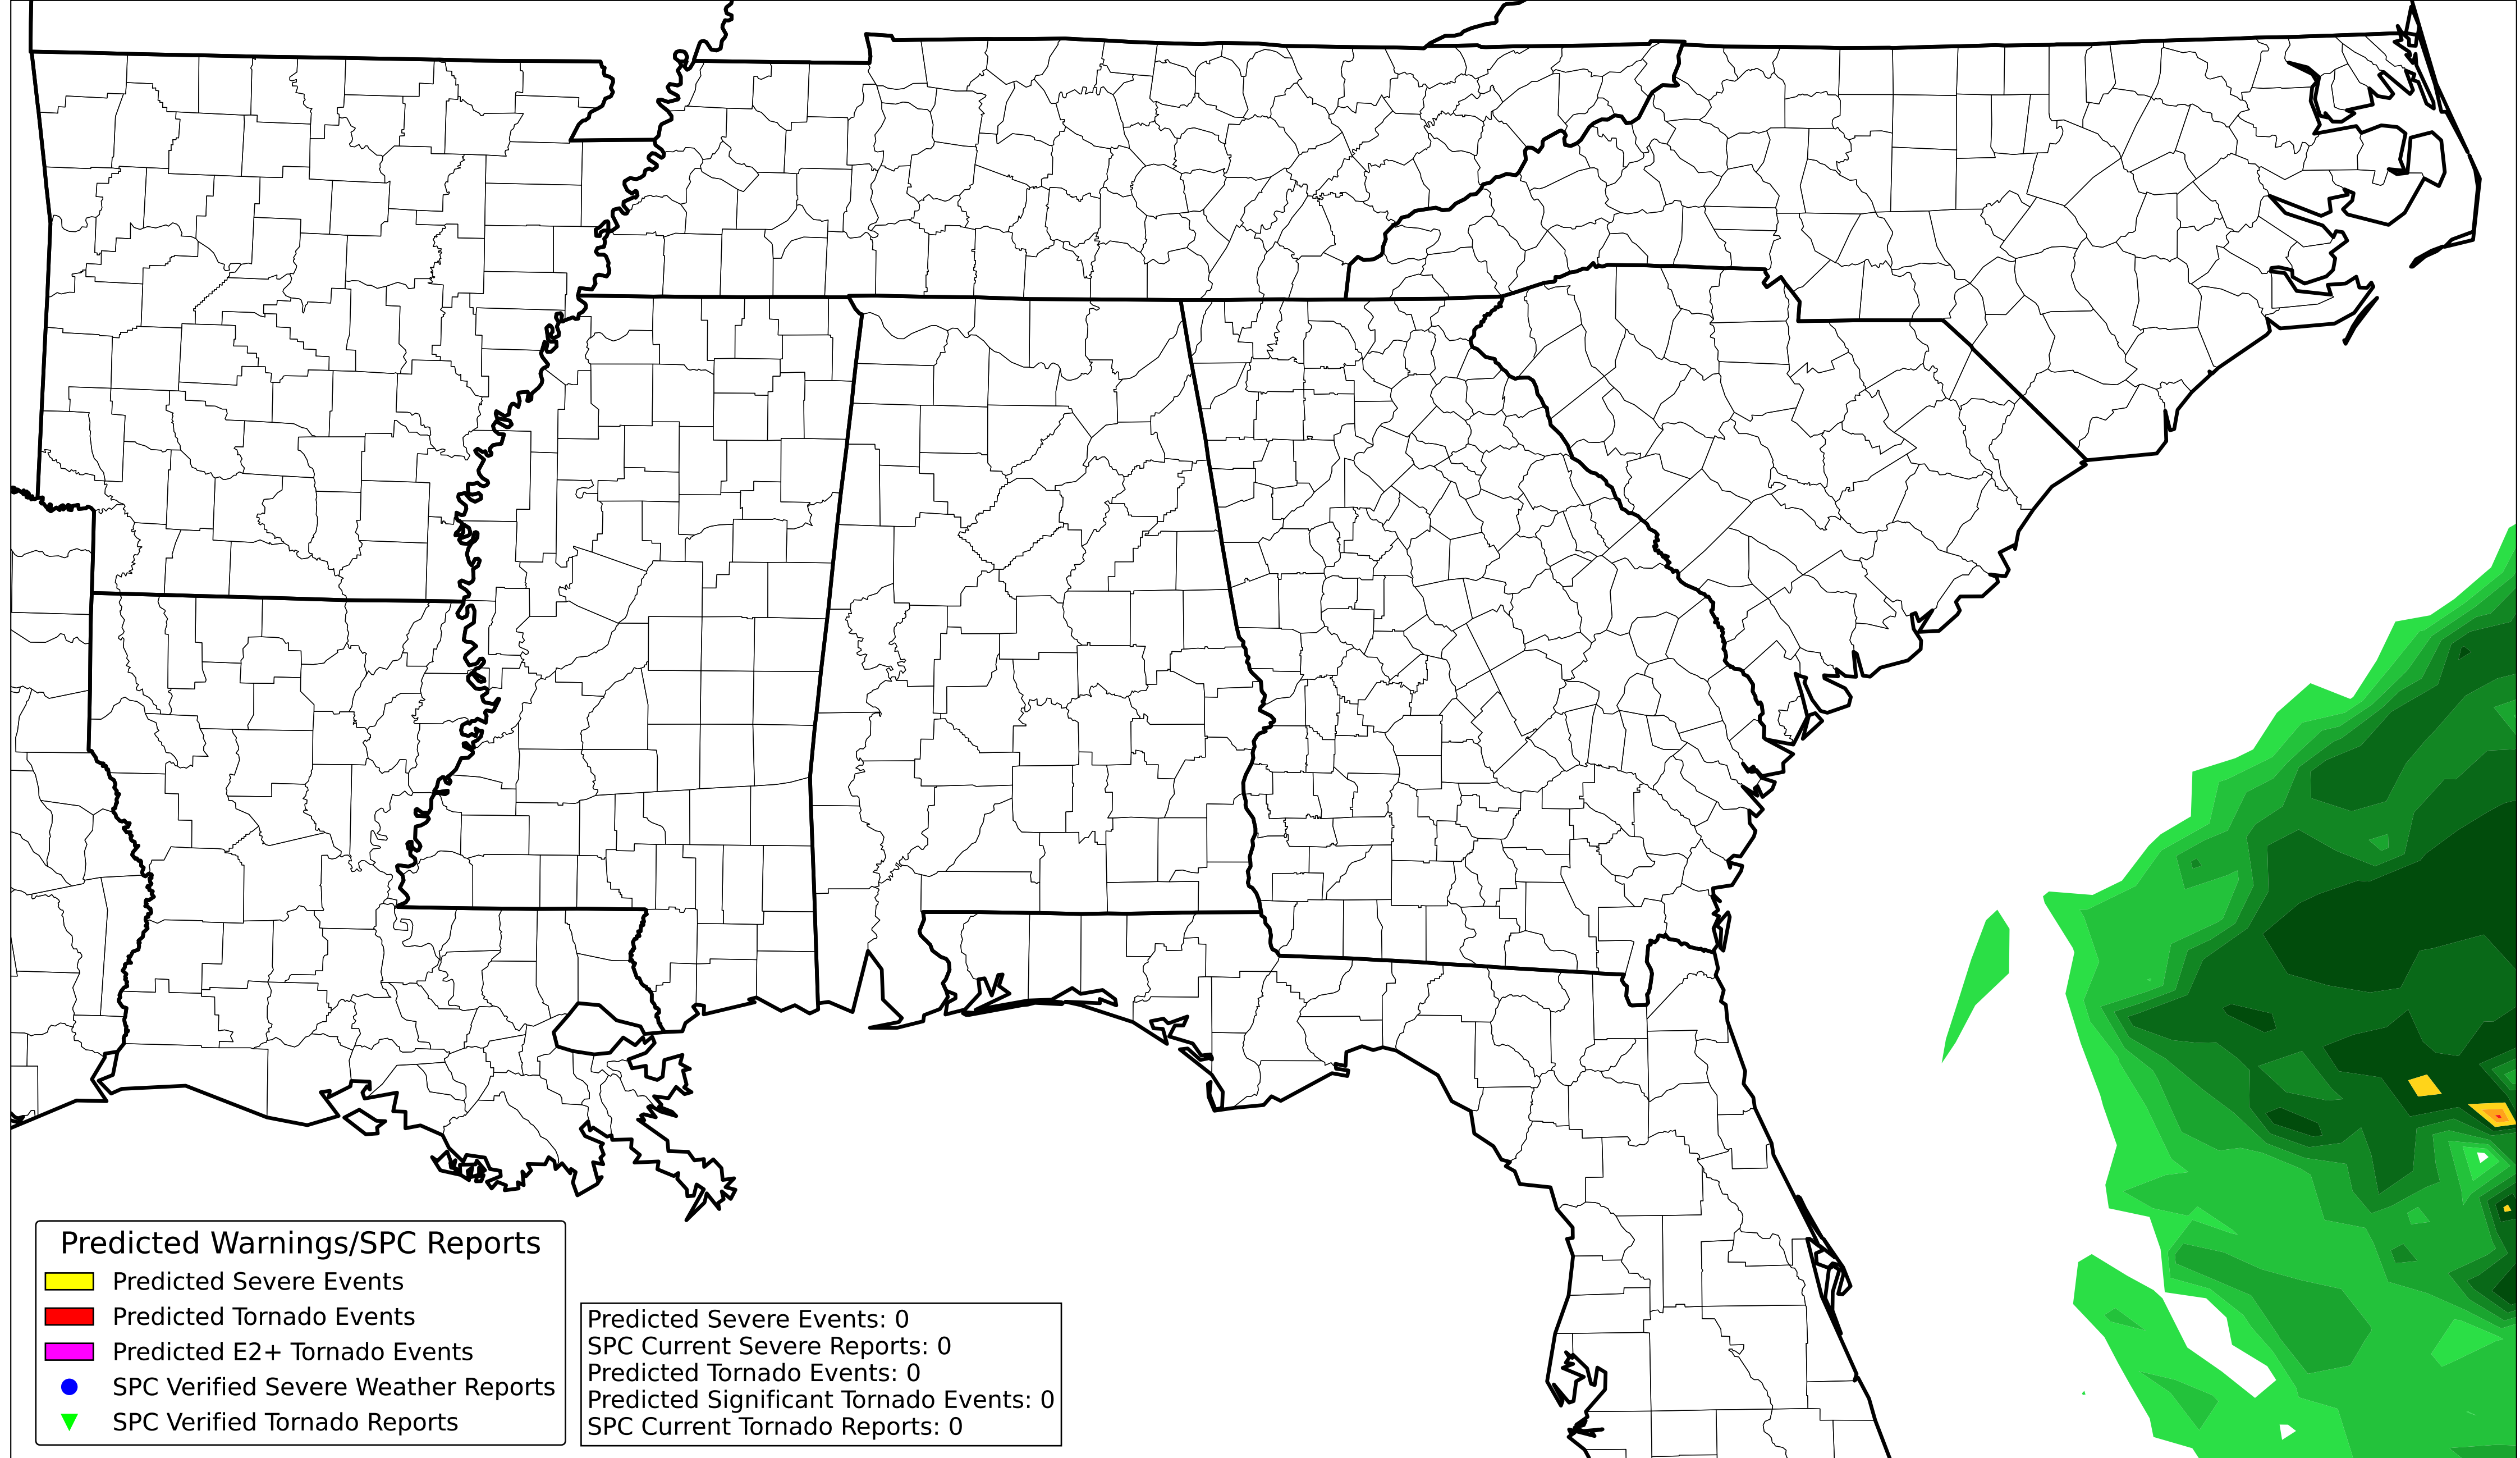 Predicted Warnings/SPC Reports
Predicted Severe Events
Predicted Tornado Events
Predicted E2+ Tornado Events
SPC Verified Severe Weather Reports
SPC Verified Tornado Reports
Predicted Severe Events: 0
SPC Current Severe Reports: 0
Predicted Tornado Events: 0
Predicted Significant Tornado Events: 0
SPC Current Tornado Reports: 0